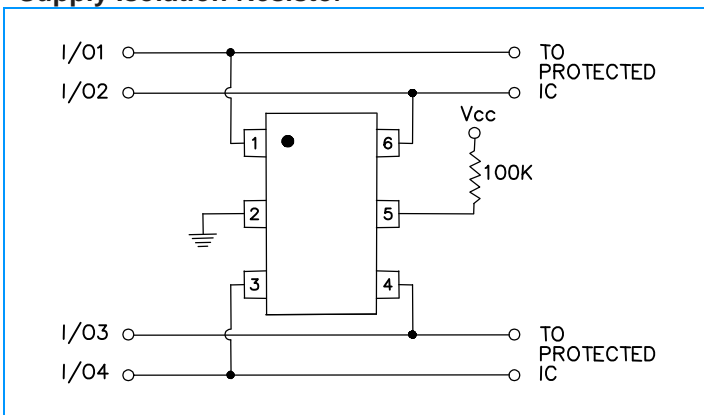 Supply Isolation Resistor
I/O1
TO
PROTECTED
I/O2
IC
Vcc
1
6
100K
2
5
3
4
I/O3
TO
PROTECTED
I/O4
IC